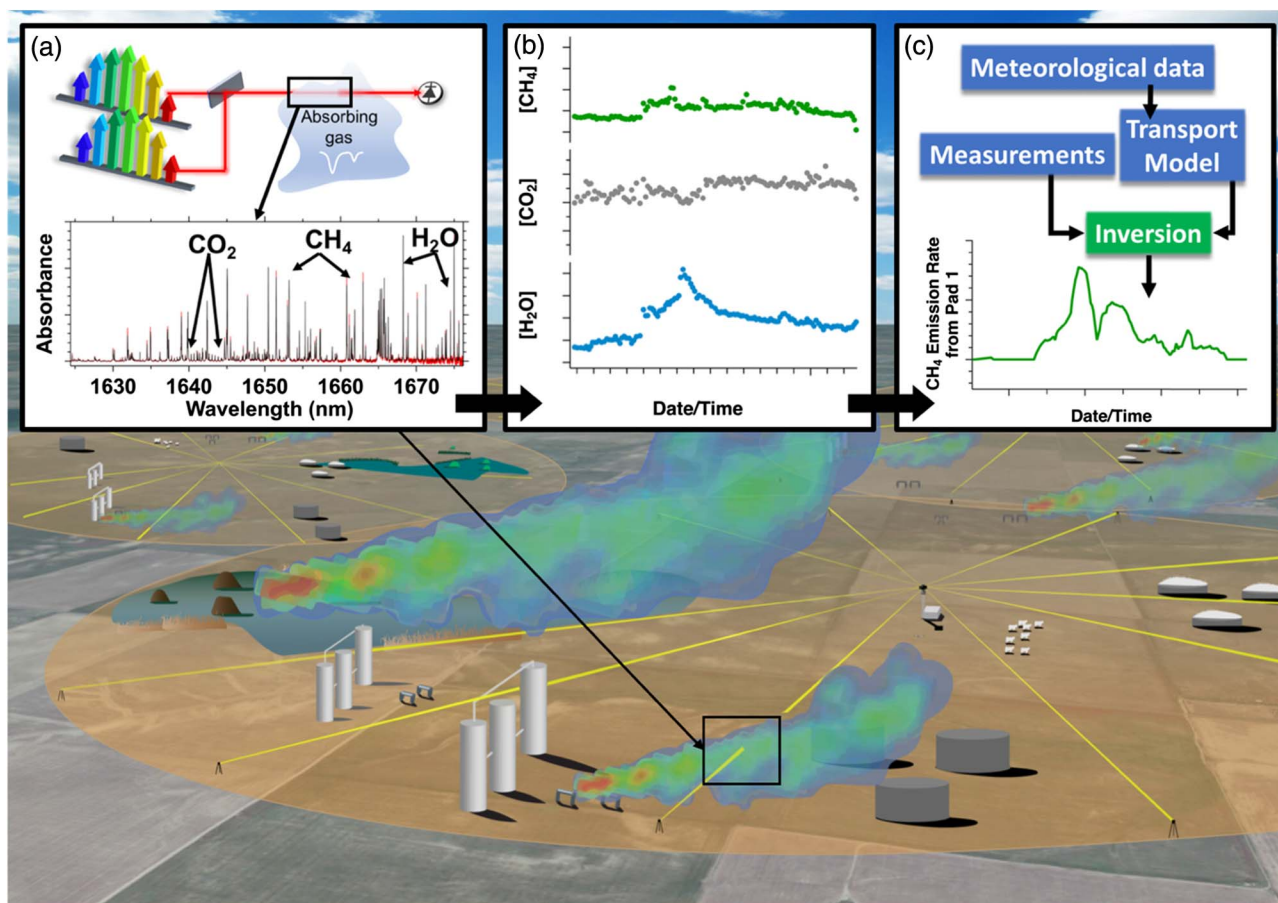 (a)
Absorbing
gas
CO₂
CH₄
H₂O
Absorbance
1630 1640 1650 1660 1670
Wavelength (nm)
(b)
[CH₄]
[CO₂]
[H₂O]
Date/Time
(c)
Meteorological data
Transport
Model
Measurements
Inversion
CH₄ Emission Rate
from Pad 1
Date/Time